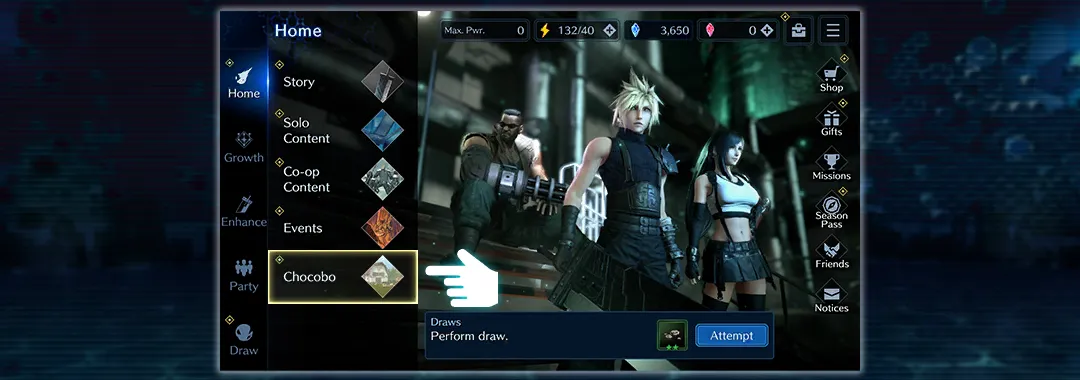 Home
Max. Pwr. 0
132/40
3,650
0
Home
Growth
Enhance
Party
Draw
Story
Solo
Content
Co-op
Content
Events
Chocobo
Shop
Gifts
Missions
Season
Pass
Friends
Notices
Draws
Perform draw.
Attempt